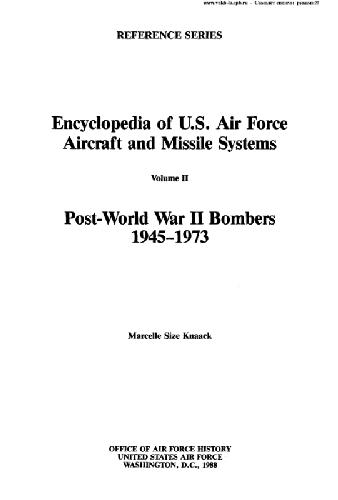 REFERENCE SERIES
Encyclopedia of U.S. Air Force
Aircraft and Missile Systems
Volume II
Post-World War II Bombers
1945–1973
Marcelle Size Knaack
OFFICE OF AIR FORCE HISTORY
UNITED STATES AIR FORCE
WASHINGTON, D.C., 1988